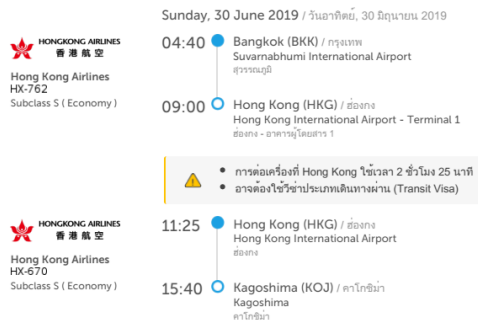 Sunday, 30 June 2019 / วันอาทิตย์, 30 มิถุนายน 2019
HONGKONG AIRLINES
香港航空
Hong Kong Airlines
HX-762
Subclass S ( Economy )
04:40
Bangkok (BKK) / กรุงเทพ
Suvarnabhumi International Airport
สุวรรณภูมิ
09:00
Hong Kong (HKG) / ฮ่องกง
Hong Kong International Airport - Terminal 1
ฮ่องกง - อาคารผู้โดยสาร 1
• การต่อเครื่องที่ Hong Kong ใช้เวลา 2 ชั่วโมง 25 นาที
• อาจต้องใช้วีซ่าประเภทเดินทางผ่าน (Transit Visa)
HONGKONG AIRLINES
香港航空
Hong Kong Airlines
HX-670
Subclass S ( Economy )
11:25
Hong Kong (HKG) / ฮ่องกง
Hong Kong International Airport
ฮ่องกง
15:40
Kagoshima (KOJ) / คาโกชิม่า
Kagoshima
คาโกชิม่า